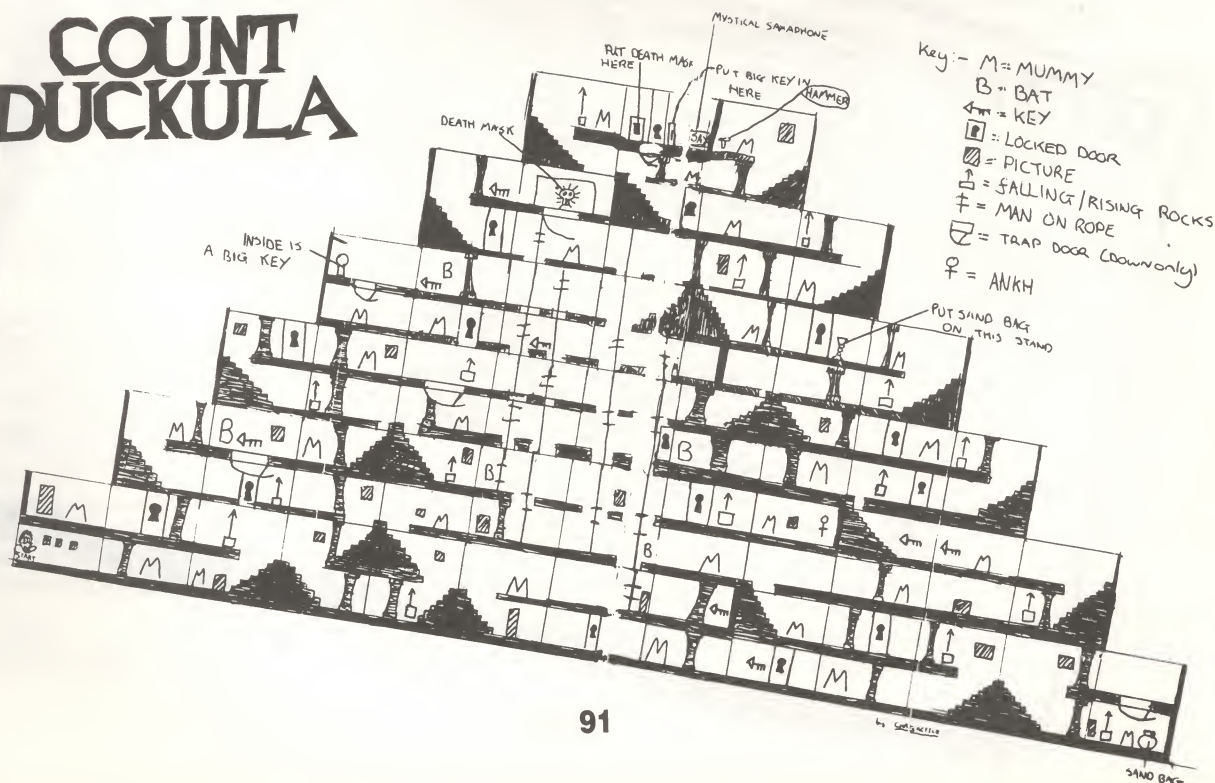 COUNT
DUCKULA
MYSTICAL SAXAPHONE
PUT DEATH MASK
HERE
PUT BIG KEY IN
HERE
HAMMER
DEATH MASK
INSIDE IS
A BIG KEY
Key:- M = MUMMY
B = BAT
= KEY
= LOCKED DOOR
= PICTURE
= FALLING/RISING ROCKS
= MAN ON ROPE
= TRAP DOOR (Down only)
= ANKH
PUT SAND BAG
ON THIS STAND
SAX
START
91
by
SAND BAG